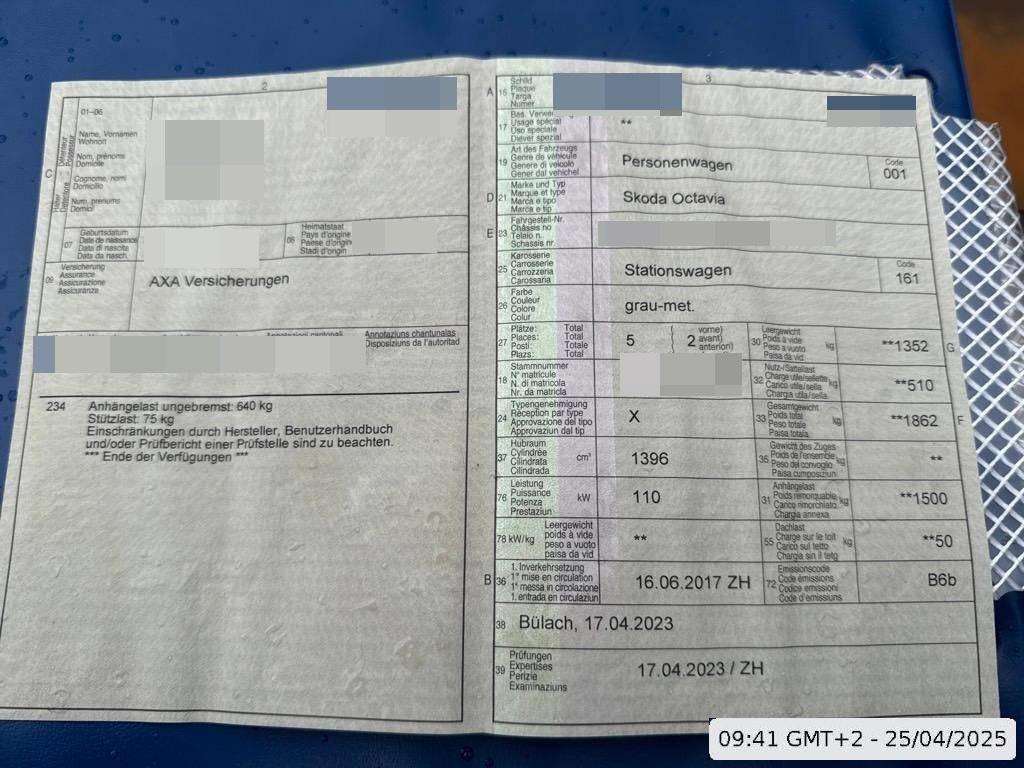 2
01-06
C
Halter
Détenteur
Detentore
Possessur
Name, Vornamen
Wohnort
Nom, prénoms
Domicile
Cognome, nomi
Domicilio
Num, prenums
Domicil
07
Geburtsdatum
Date de naissance
Data di nascita
Data da nasch.
08
Heimatstaat
Pays d'origine
Paese d'origine
Stadi d'origin
09
Versicherung
Assurance
Assicurazione
Assicuranza
AXA Versicherungen
Annotazioni cantonali
Annotaziuns chantunalas
Disposiziuns da l'autoritad
234 Anhängelast ungebremst: 640 kg
Stützlast: 75 kg
Einschränkungen durch Hersteller, Benutzerhandbuch
und/oder Prüfbericht einer Prüfstelle sind zu beachten.
*** Ende der Verfügungen ***
3
A 15
Schild
Plaque
Targa
Numer
17
Usage spécial
Uso speciale
Diever spezial
**
19
Art des Fahrzeugs
Genre de véhicule
Genere di veicolo
Gener dal vehichel
Personenwagen
Code
001
D 21
Marke und Typ
Marque et type
Marca e tipo
Marca e tip
Skoda Octavia
E 23
Fahrgestell-Nr.
Châssis no
Telaio n.
Schassis nr.
25
Karosserie
Carrosserie
Carrozzeria
Carossaria
Stationswagen
Code
161
26
Farbe
Couleur
Colore
Colur
grau-met.
27
Plätze: Total
Places: Total
Posti: Totale
Plazs: Total
5 ( 2 vorne)
avant)
anteriori)
30
Leergewicht
Poids à vide
Peso a vuoto
Paisa da vid
kg
**1352
G
18
Stammnummer
N° matricule
N. di matricola
Nr. da matricla
32
Nutz-/Sattellast
Charge utile/sellette
Carico utile/sella
Chargia utila/sella
kg
**510
24
Typengenehmigung
Réception par type
Approvazione del tipo
Approvaziun dal tip
X
33
Gesamtgewicht
Poids total
Peso totale
Paisa totala
kg
**1862
F
37
Hubraum
Cylindrée
Cilindrata
Cilindrada
cm³
1396
35
Gewicht des Zuges
Poids de l'ensemble
Peso del convoglio
Paisa cumposiziun
kg
**
76
Leistung
Puissance
Potenza
Prestaziun
kW
110
31
Anhängelast
Poids remorquable
Carico rimorchiato
Chargia annexa
kg
**1500
78 kW/kg
Leergewicht
poids à vide
peso a vuoto
paisa da vid
**
55
Dachlast
Charge sur le toit
Carico sul tetto
Chargia sin il tetg
kg
**50
B 36
1. Inverkehrsetzung
1re mise en circulation
1a messa in circolazione
1. entrada en circulaziun
16.06.2017 ZH
72
Emissionscode
Code émissions
Codice emissioni
Code d'emissiuns
B6b
38 Bülach, 17.04.2023
39
Prüfungen
Expertises
Perizie
Examinaziuns
17.04.2023 / ZH
09:41 GMT+2 - 25/04/2025